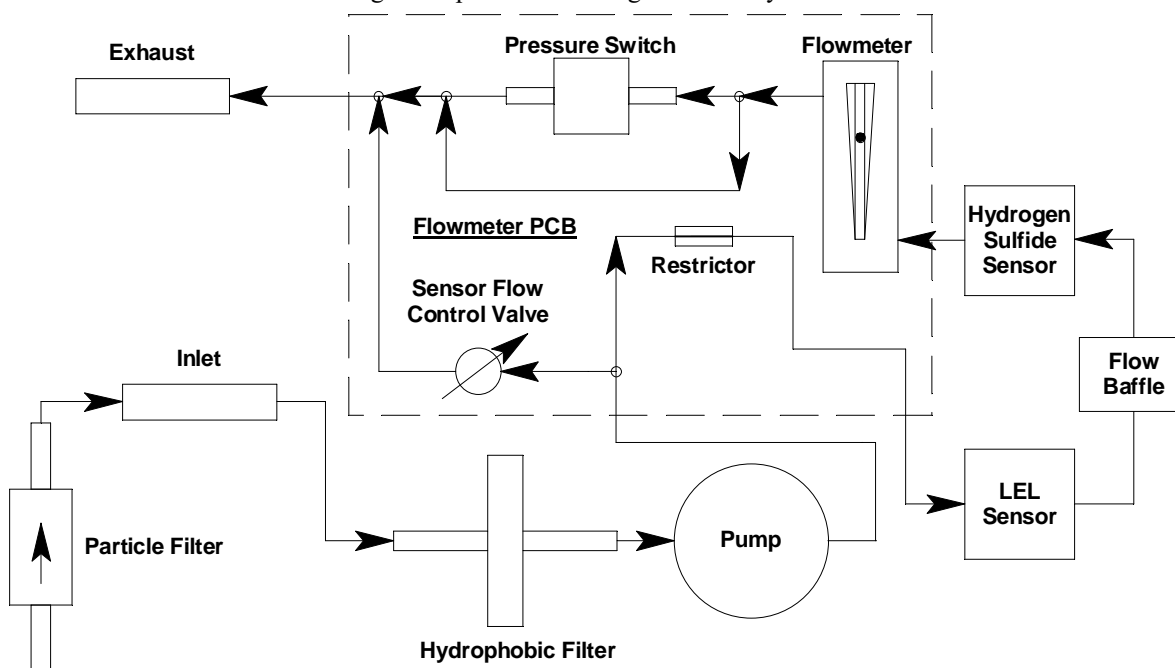 Exhaust
Pressure Switch
Flowmeter
Flowmeter PCB
Restrictor
Hydrogen
Sulfide
Sensor
Sensor Flow
Control Valve
Inlet
Flow
Baffle
Particle Filter
Pump
LEL
Sensor
Hydrophobic Filter